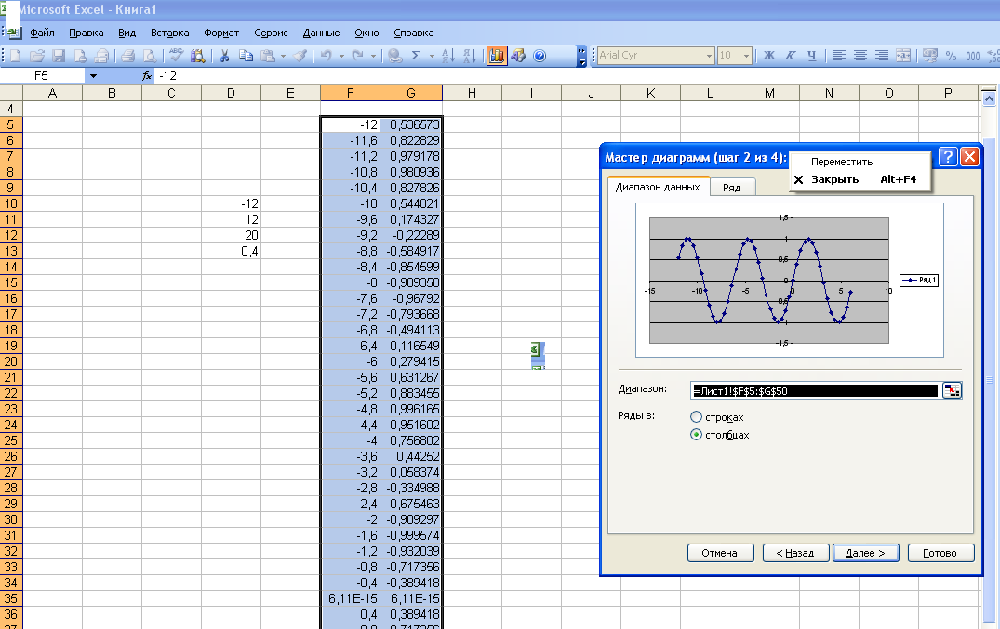 Microsoft Excel - Книга1
Файл Правка Вид Вставка Формат Сервис Данные Окно Справка
Arial Cyr 10 Ж К Ч % 000
F5 fx -12
A B C D E F G H I J K L M N O P
4
5 -12 0,536573
6 -11,6 0,822829
7 -11,2 0,979178
8 -10,8 0,980936
9 -10,4 0,827826
10 -12 -10 0,544021
11 12 -9,6 0,174327
12 20 -9,2 -0,22289
13 0,4 -8,8 -0,584917
14 -8,4 -0,854599
15 -8 -0,989358
16 -7,6 -0,96792
17 -7,2 -0,793668
18 -6,8 -0,494113
19 -6,4 -0,116549
20 -6 0,279415
21 -5,6 0,631267
22 -5,2 0,883455
23 -4,8 0,996165
24 -4,4 0,951602
25 -4 0,756802
26 -3,6 0,44252
27 -3,2 0,058374
28 -2,8 -0,334988
29 -2,4 -0,675463
30 -2 -0,909297
31 -1,6 -0,999574
32 -1,2 -0,932039
33 -0,8 -0,717356
34 -0,4 -0,389418
35 6,11E-15 6,11E-15
36 0,4 0,389418
Мастер диаграмм (шаг 2 из 4):
Переместить
Закрыть Alt+F4
Диапазон данных Ряд
1,5
1
0,5
0
-15 -10 -5 0 5 10
-0,5
-1
-1,5
Ряд1
Диапазон: =Лист1!$F$5:$G$50
Ряды в: строках
столбцах
Отмена < Назад Далее > Готово